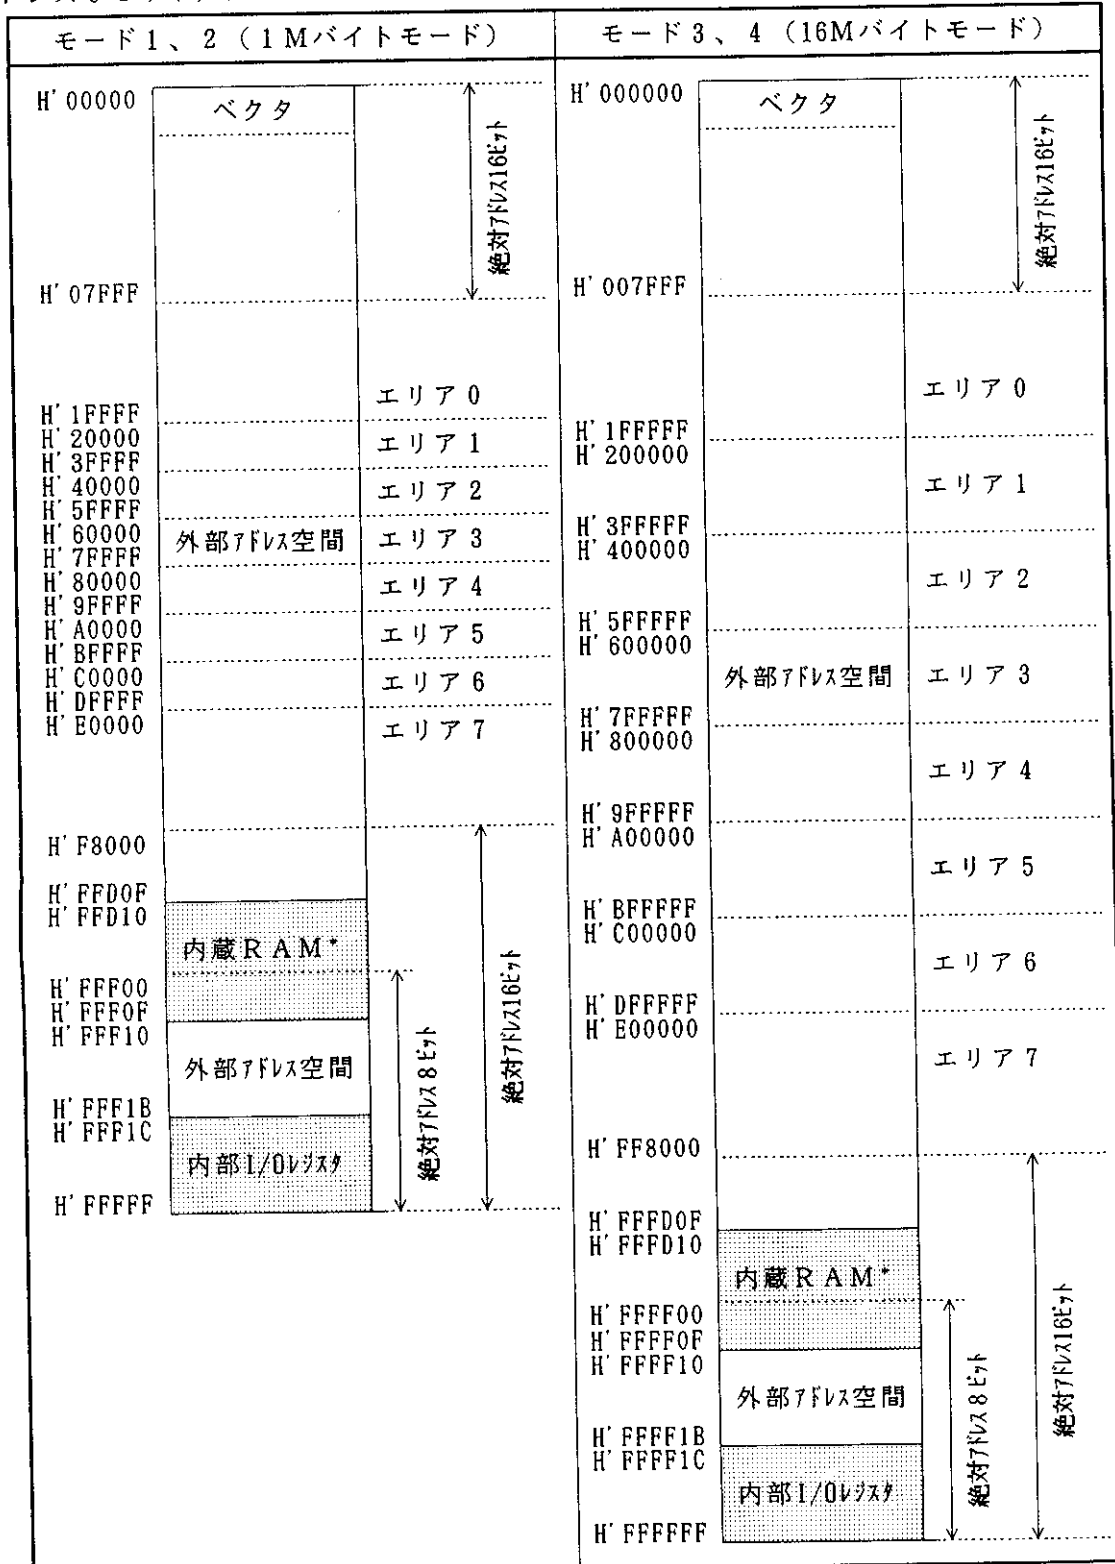 モード1、2（1Mバイトモード）
H' 00000
ベクタ
絶対アドレス16ビット
H' 07FFF
エリア0
H' 1FFFF
H' 20000
エリア1
H' 3FFFF
H' 40000
エリア2
H' 5FFFF
H' 60000
外部アドレス空間
エリア3
H' 7FFFF
H' 80000
エリア4
H' 9FFFF
H' A0000
エリア5
H' BFFFF
H' C0000
エリア6
H' DFFFF
H' E0000
エリア7
H' F8000
H' FFD0F
H' FFD10
内蔵RAM*
H' FFF00
H' FFF0F
H' FFF10
外部アドレス空間
H' FFF1B
H' FFF1C
内部I/Oレジスタ
H' FFFFF
絶対アドレス8ビット
絶対アドレス16ビット
モード3、4（16Mバイトモード）
H' 000000
ベクタ
絶対アドレス16ビット
H' 007FFF
エリア0
H' 1FFFFF
H' 200000
エリア1
H' 3FFFFF
H' 400000
エリア2
H' 5FFFFF
H' 600000
外部アドレス空間
エリア3
H' 7FFFFF
H' 800000
エリア4
H' 9FFFFF
H' A00000
エリア5
H' BFFFFF
H' C00000
エリア6
H' DFFFFF
H' E00000
エリア7
H' FF8000
H' FFFD0F
H' FFFD10
内蔵RAM*
H' FFFF00
H' FFFF0F
H' FFFF10
外部アドレス空間
H' FFFF1B
H' FFFF1C
内部I/Oレジスタ
H' FFFFFF
絶対アドレス8ビット
絶対アドレス16ビット